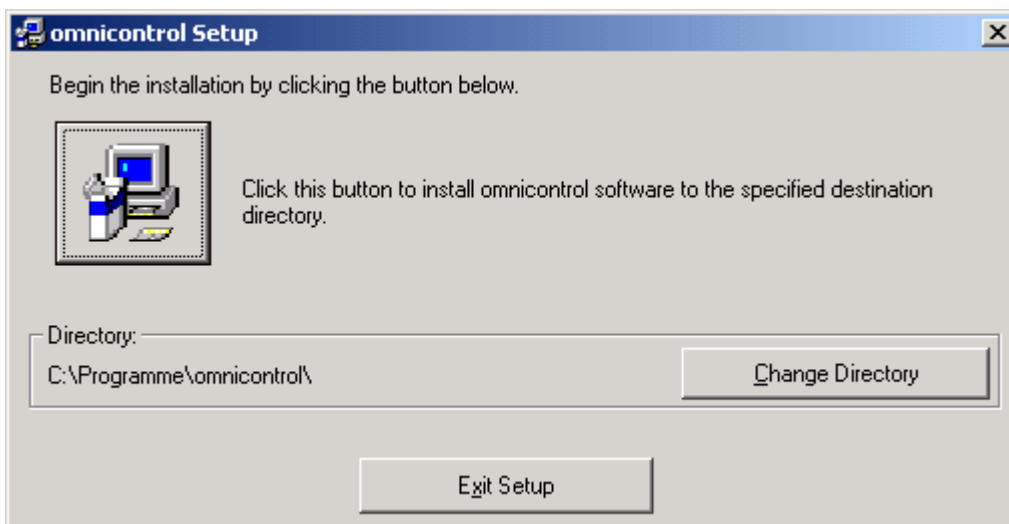 omnicontrol Setup
Begin the installation by clicking the button below.
Click this button to install omnicontrol software to the specified destination
directory.
Directory:
C:\Programme\omnicontrol\
Change Directory
Exit Setup